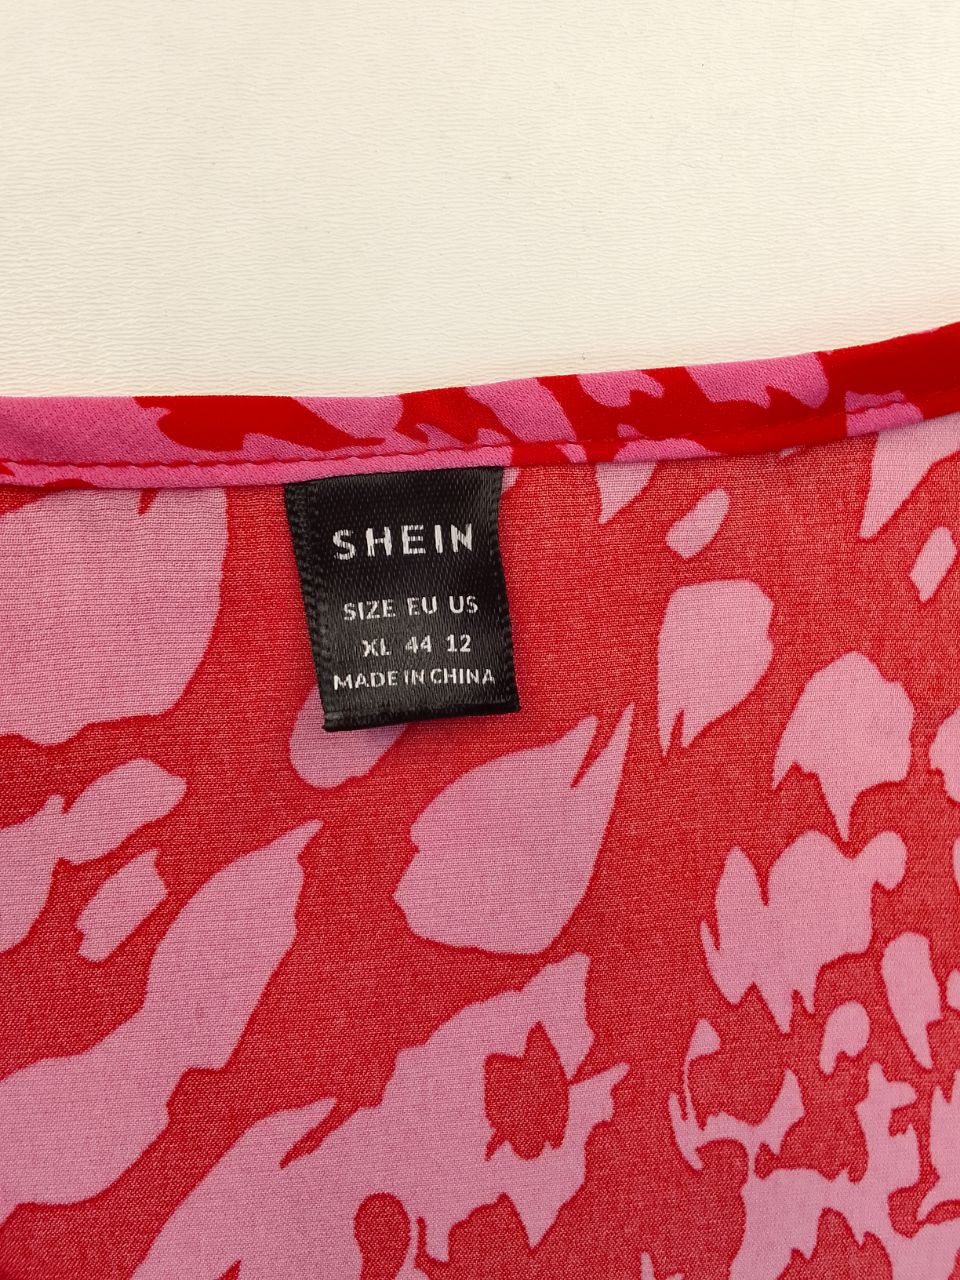 SHEIN
SIZE EU US
XL 44 12
MADE IN CHINA